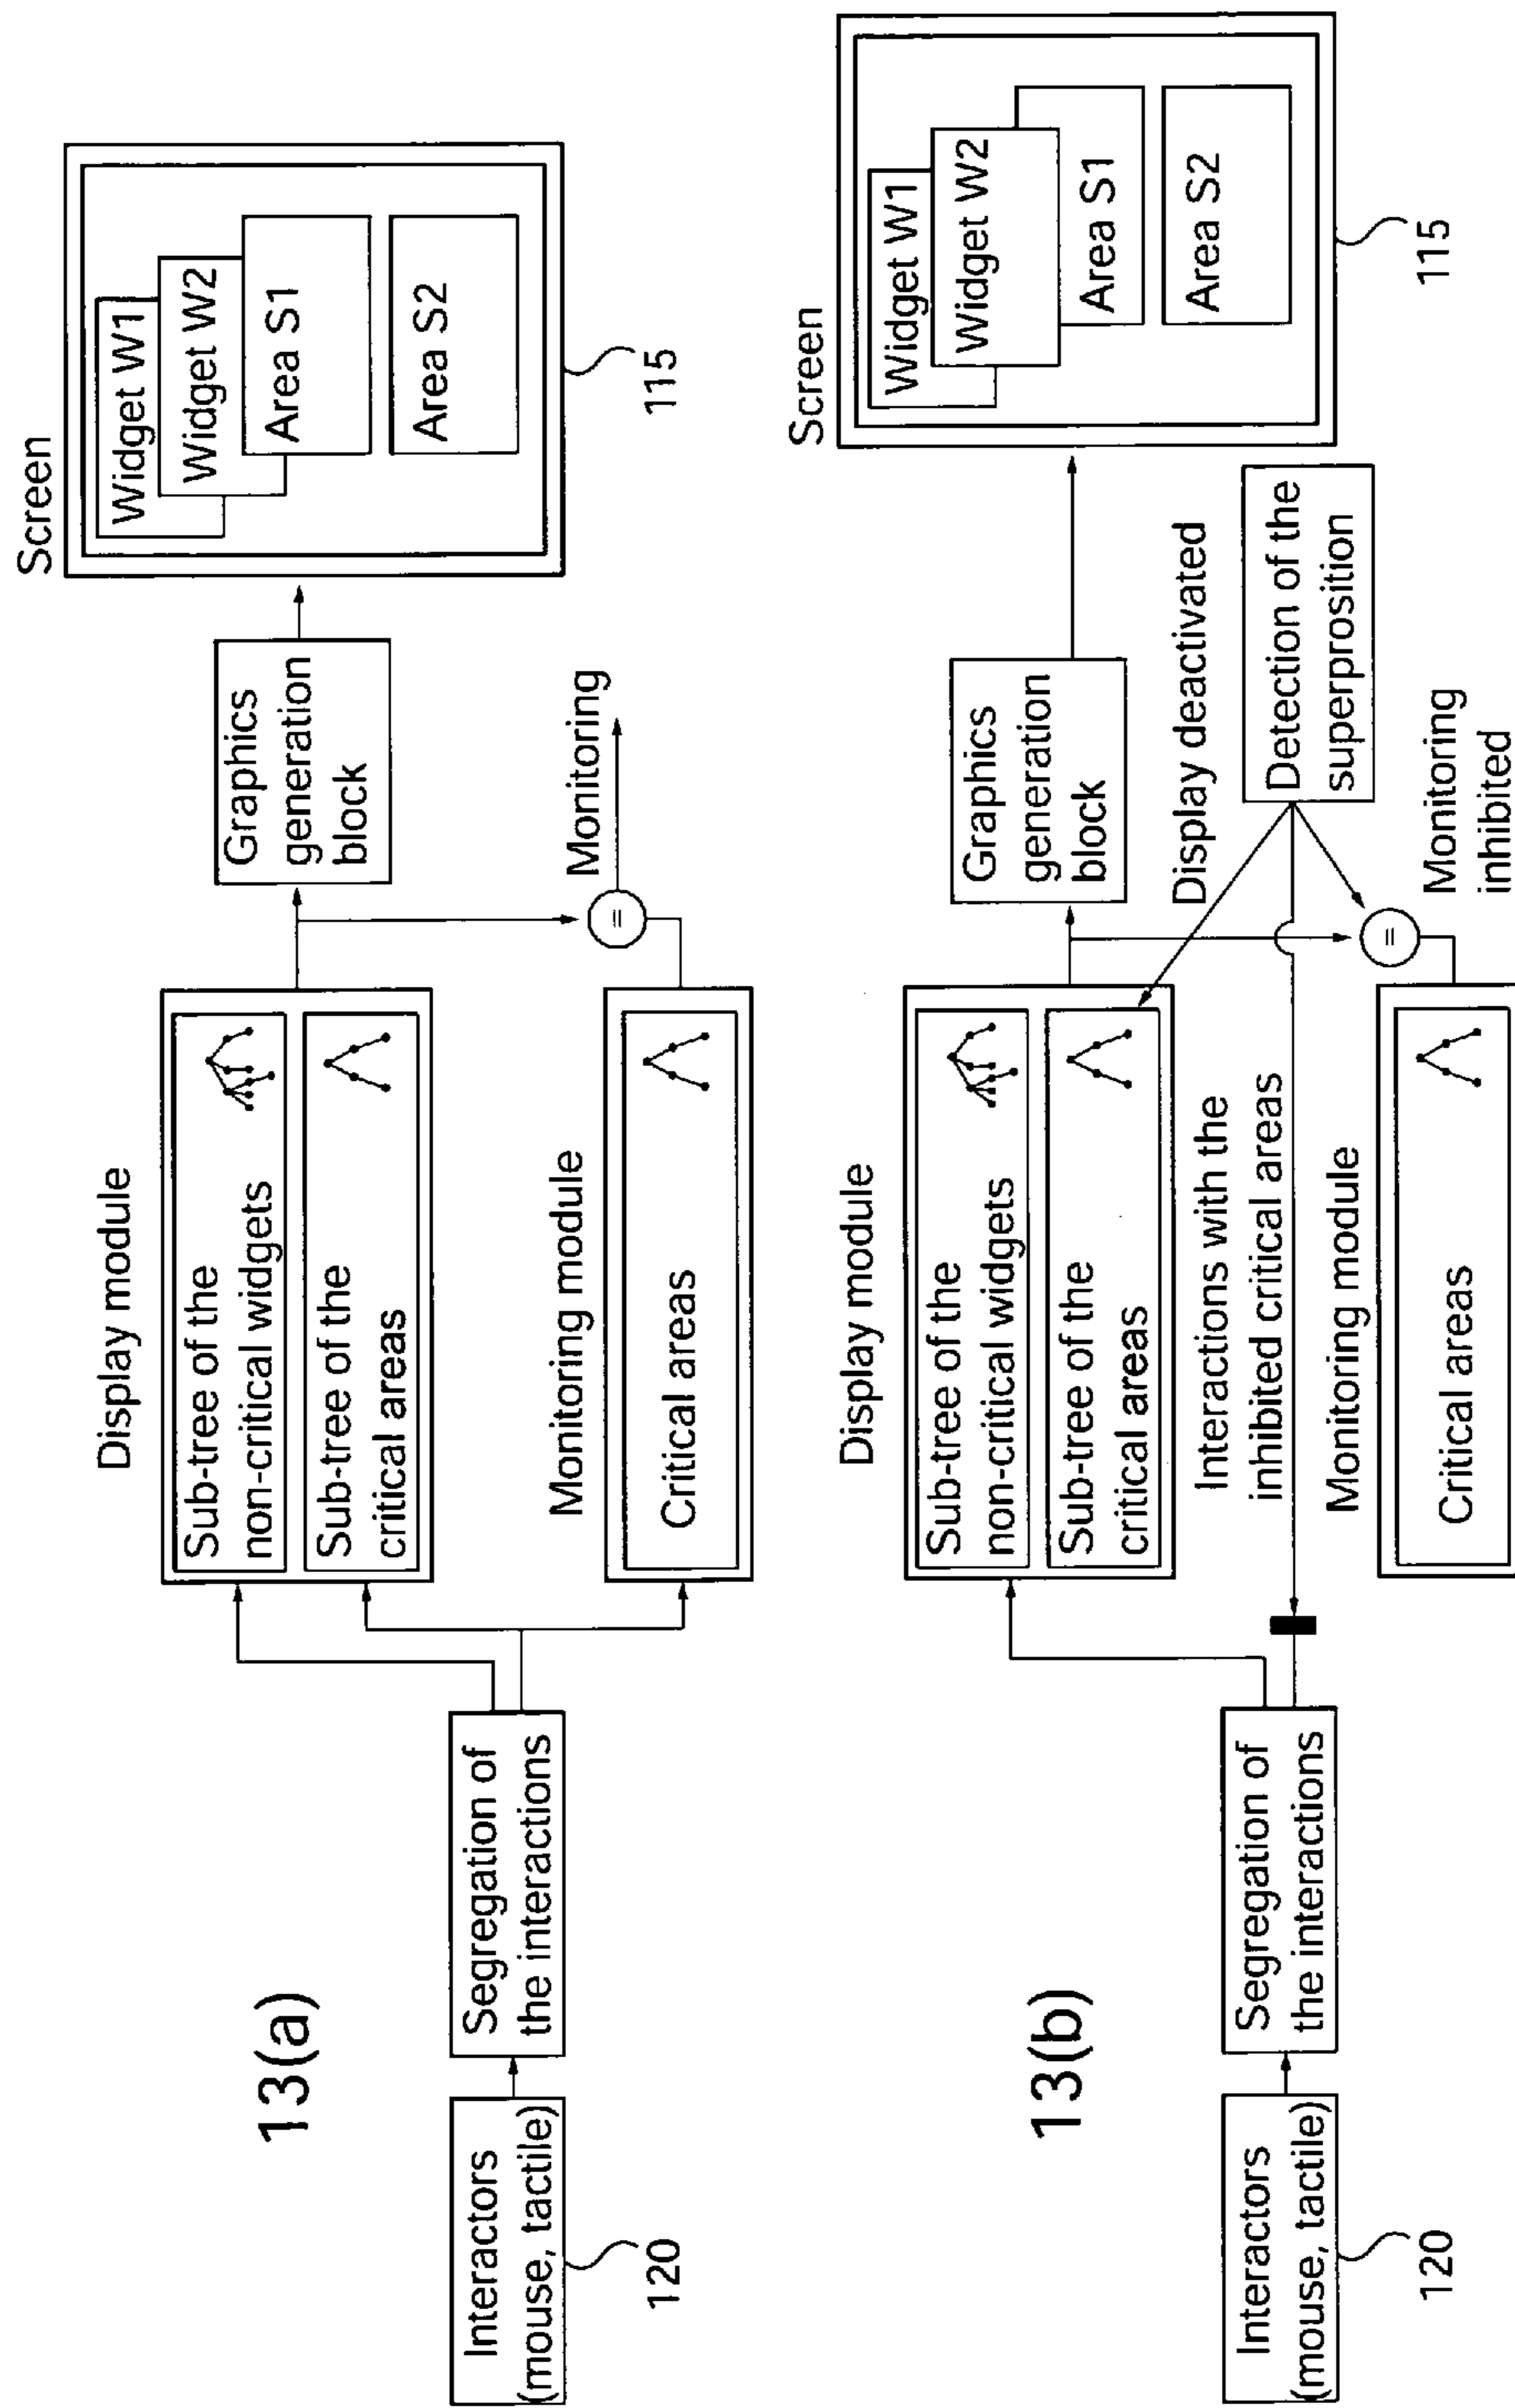 13(a)
Interactors
(mouse, tactile)
120
Segregation of
the interactions
Display module
Sub-tree of the
non-critical widgets
Sub-tree of the
critical areas
Monitoring module
Critical areas
=
Monitoring
Graphics
generation
block
Screen
Widget W1
Widget W2
Area S1
Area S2
115
13(b)
Interactors
(mouse, tactile)
120
Segregation of
the interactions
Display module
Sub-tree of the
non-critical widgets
Sub-tree of the
critical areas
Interactions with the
inhibited critical areas
Monitoring module
Critical areas
=
Monitoring
inhibited
Graphics
generation
block
Display deactivated
Detection of the
superprosition
Screen
Widget W1
Widget W2
Area S1
Area S2
115